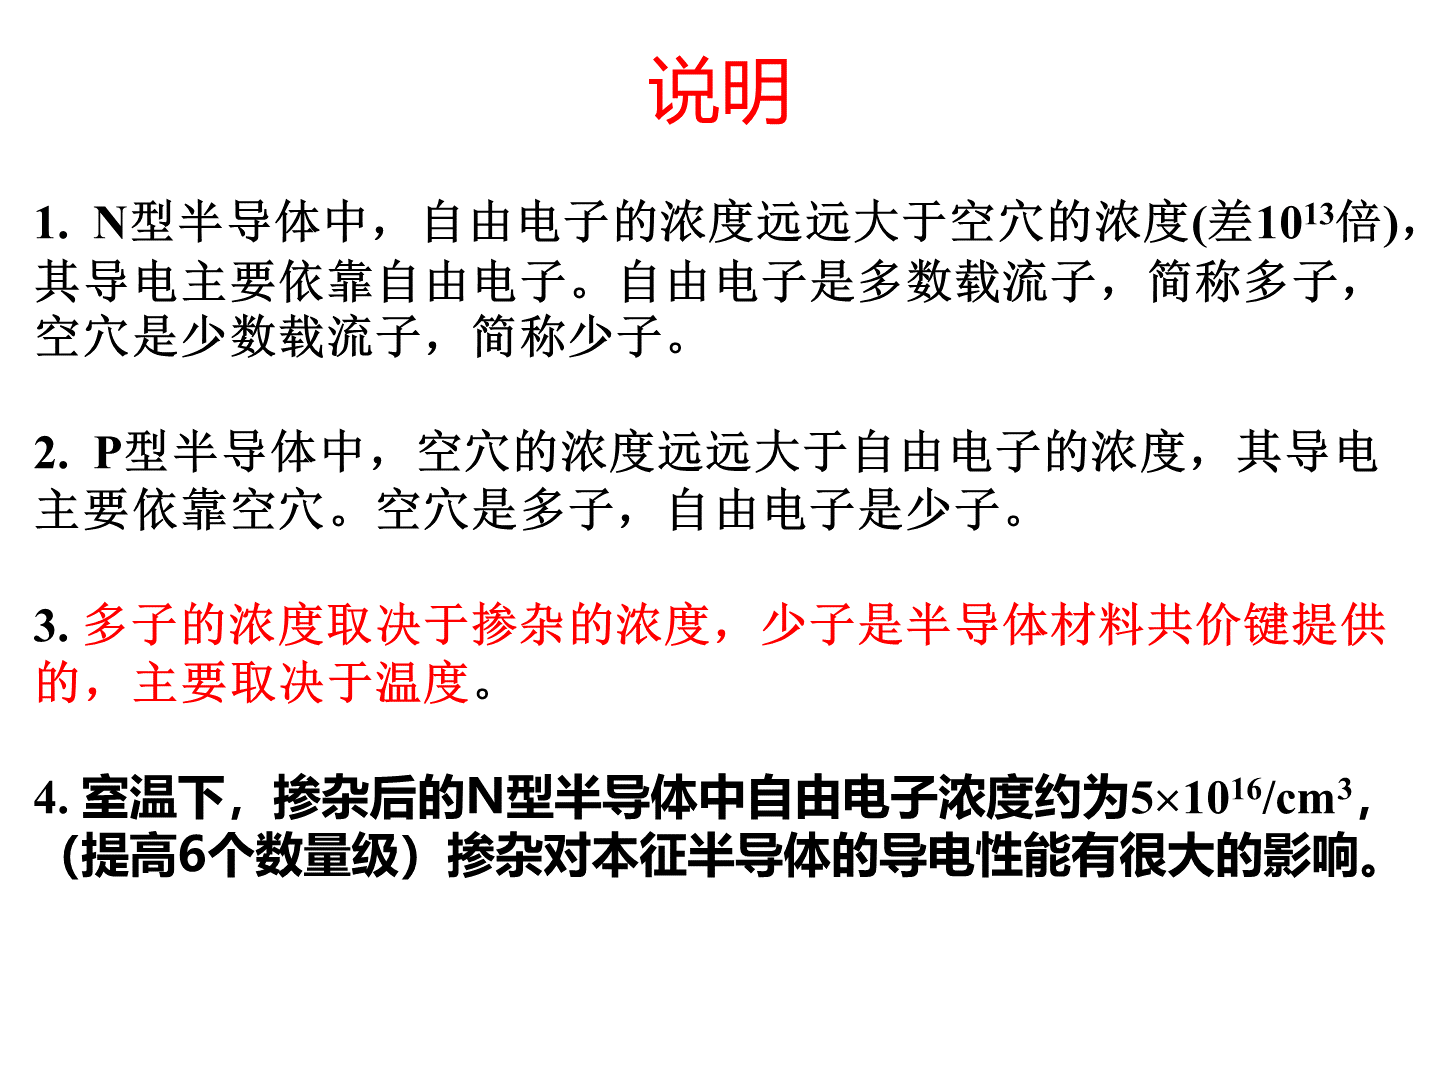 说明
1. N型半导体中，自由电子的浓度远远大于空穴的浓度(差10¹³倍)，
其导电主要依靠自由电子。自由电子是多数载流子，简称多子，
空穴是少数载流子，简称少子。
2. P型半导体中，空穴的浓度远远大于自由电子的浓度，其导电
主要依靠空穴。空穴是多子，自由电子是少子。
3. 多子的浓度取决于掺杂的浓度，少子是半导体材料共价键提供
的，主要取决于温度。
4. 室温下，掺杂后的N型半导体中自由电子浓度约为5×10¹⁶/cm³，
（提高6个数量级）掺杂对本征半导体的导电性能有很大的影响。